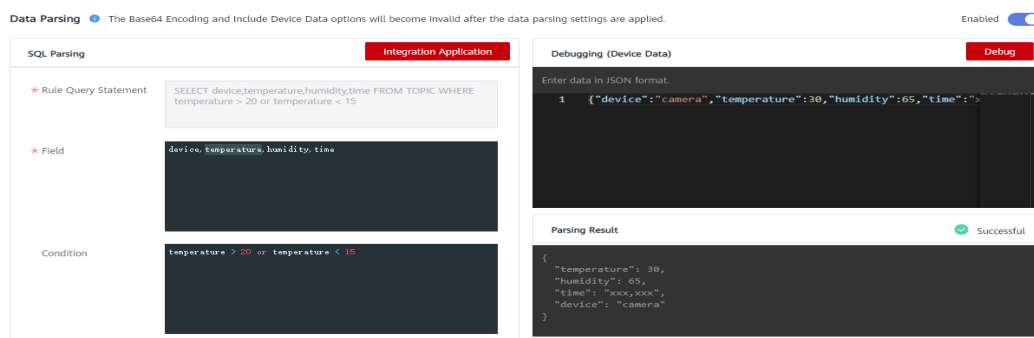 Data Parsing The Base64 Encoding and Include Device Data options will become invalid after the data parsing settings are applied. Enabled
SQL Parsing Integration Application
* Rule Query Statement
SELECT device,temperature,humidity,time FROM TOPIC WHERE
temperature > 20 or temperature < 15
* Field
device, temperature, humidity, time
Condition
temperature > 20 or temperature < 15
Debugging (Device Data) Debug
Enter data in JSON format.
1 {"device":"camera","temperature":30,"humidity":65,"time":"
Parsing Result Successful
{
"temperature": 30,
"humidity": 65,
"time": "xxx,xxx",
"device": "camera"
}